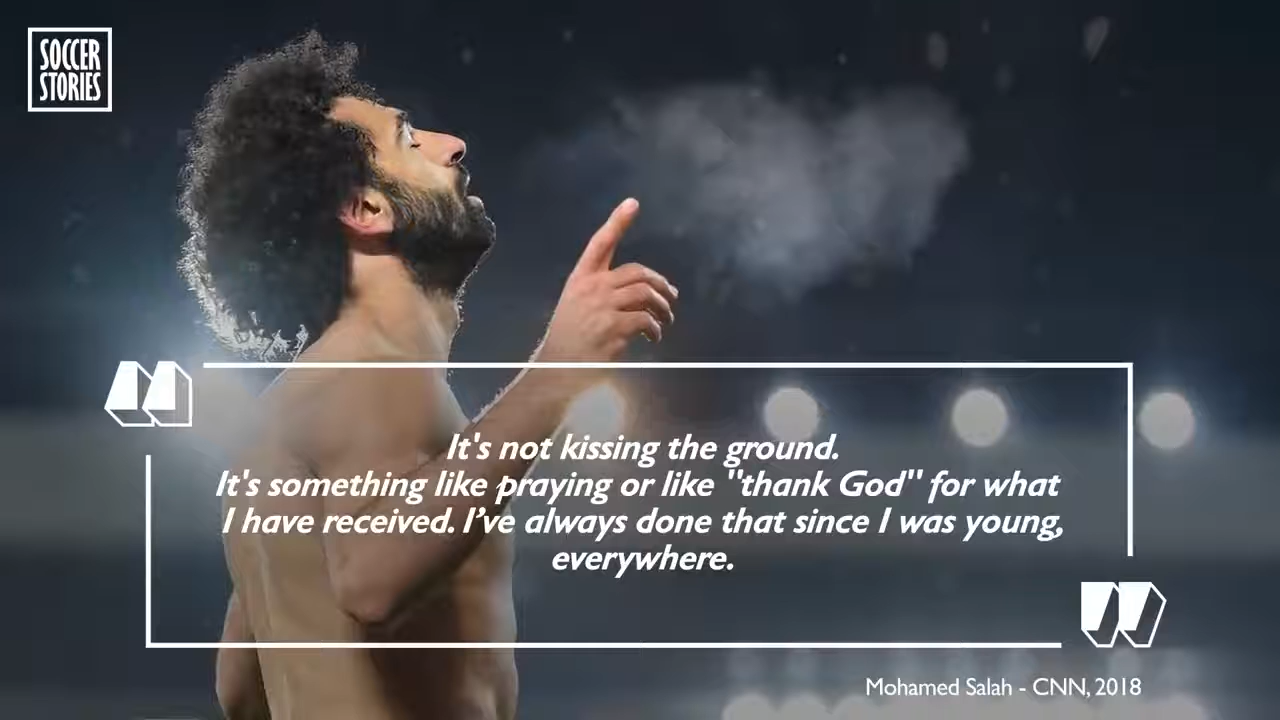 SOCCER
STORIES
It's not kissing the ground.
It's something like praying or like "thank God" for what
I have received. I’ve always done that since I was young,
everywhere.
Mohamed Salah - CNN, 2018